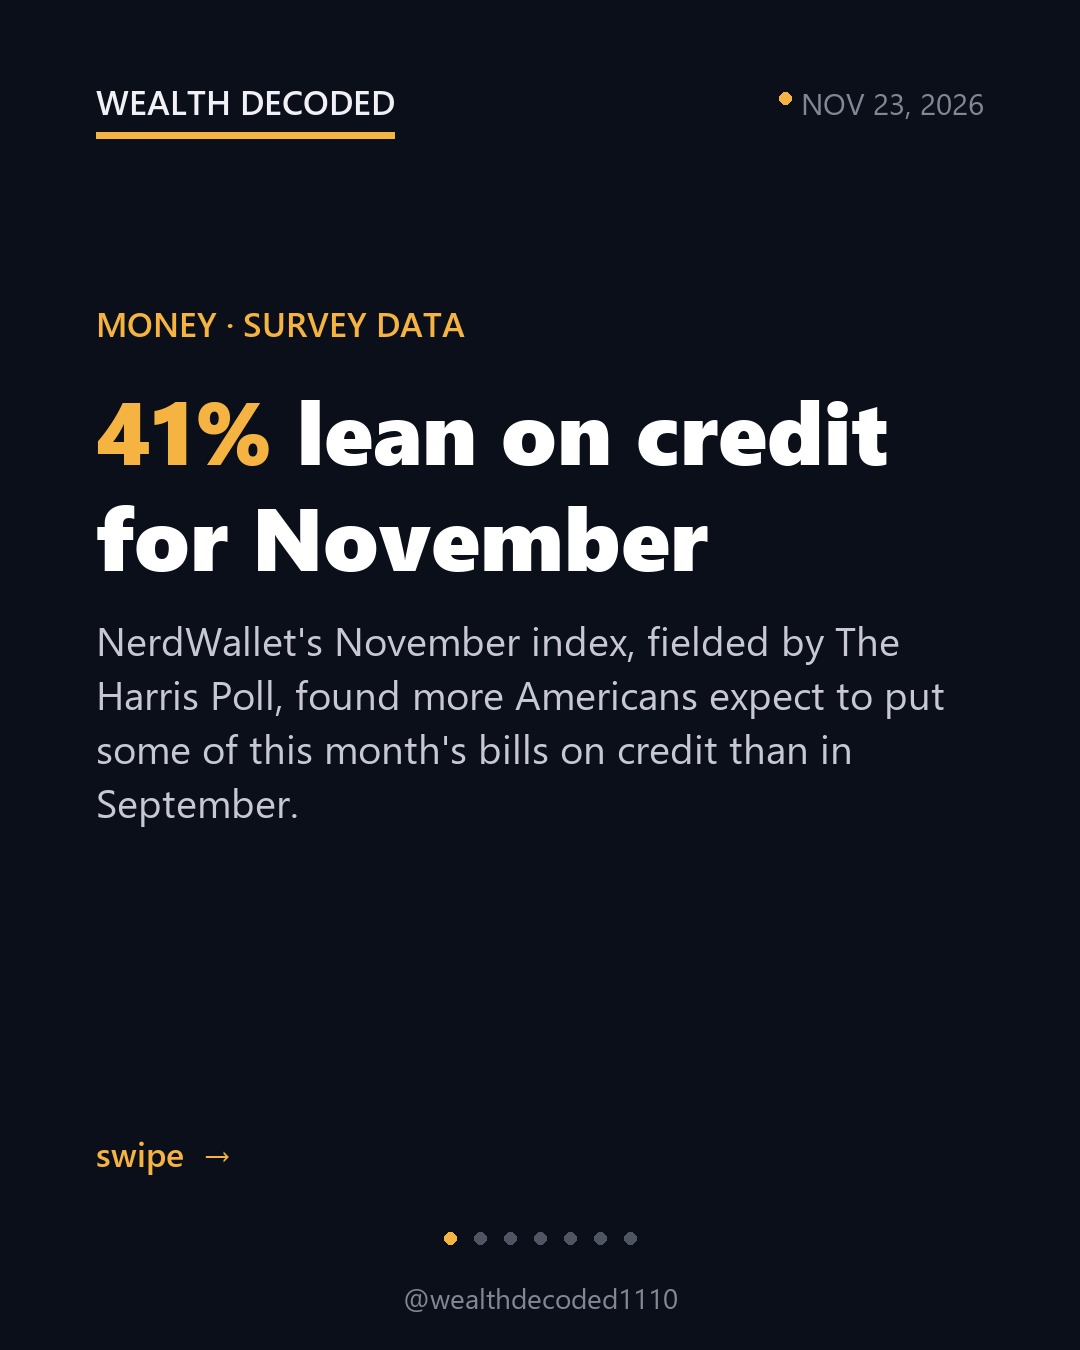 WEALTH DECODED
NOV 23, 2026
MONEY · SURVEY DATA
41% lean on credit
for November
NerdWallet's November index, fielded by The
Harris Poll, found more Americans expect to put
some of this month's bills on credit than in
September.
swipe →
@wealthdecoded1110